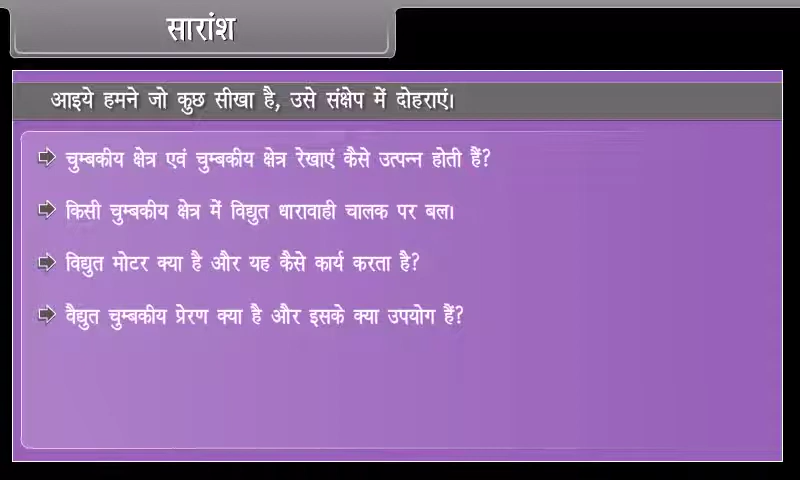 सारांश
आइये हमने जो कुछ सीखा है, उसे संक्षेप में दोहराएं।
चुम्बकीय क्षेत्र एवं चुम्बकीय क्षेत्र रेखाएं कैसे उत्पन्न होती हैं?
किसी चुम्बकीय क्षेत्र में विद्युत धारावाही चालक पर बल।
विद्युत मोटर क्या है और यह कैसे कार्य करता है?
वैद्युत चुम्बकीय प्रेरण क्या है और इसके क्या उपयोग हैं?